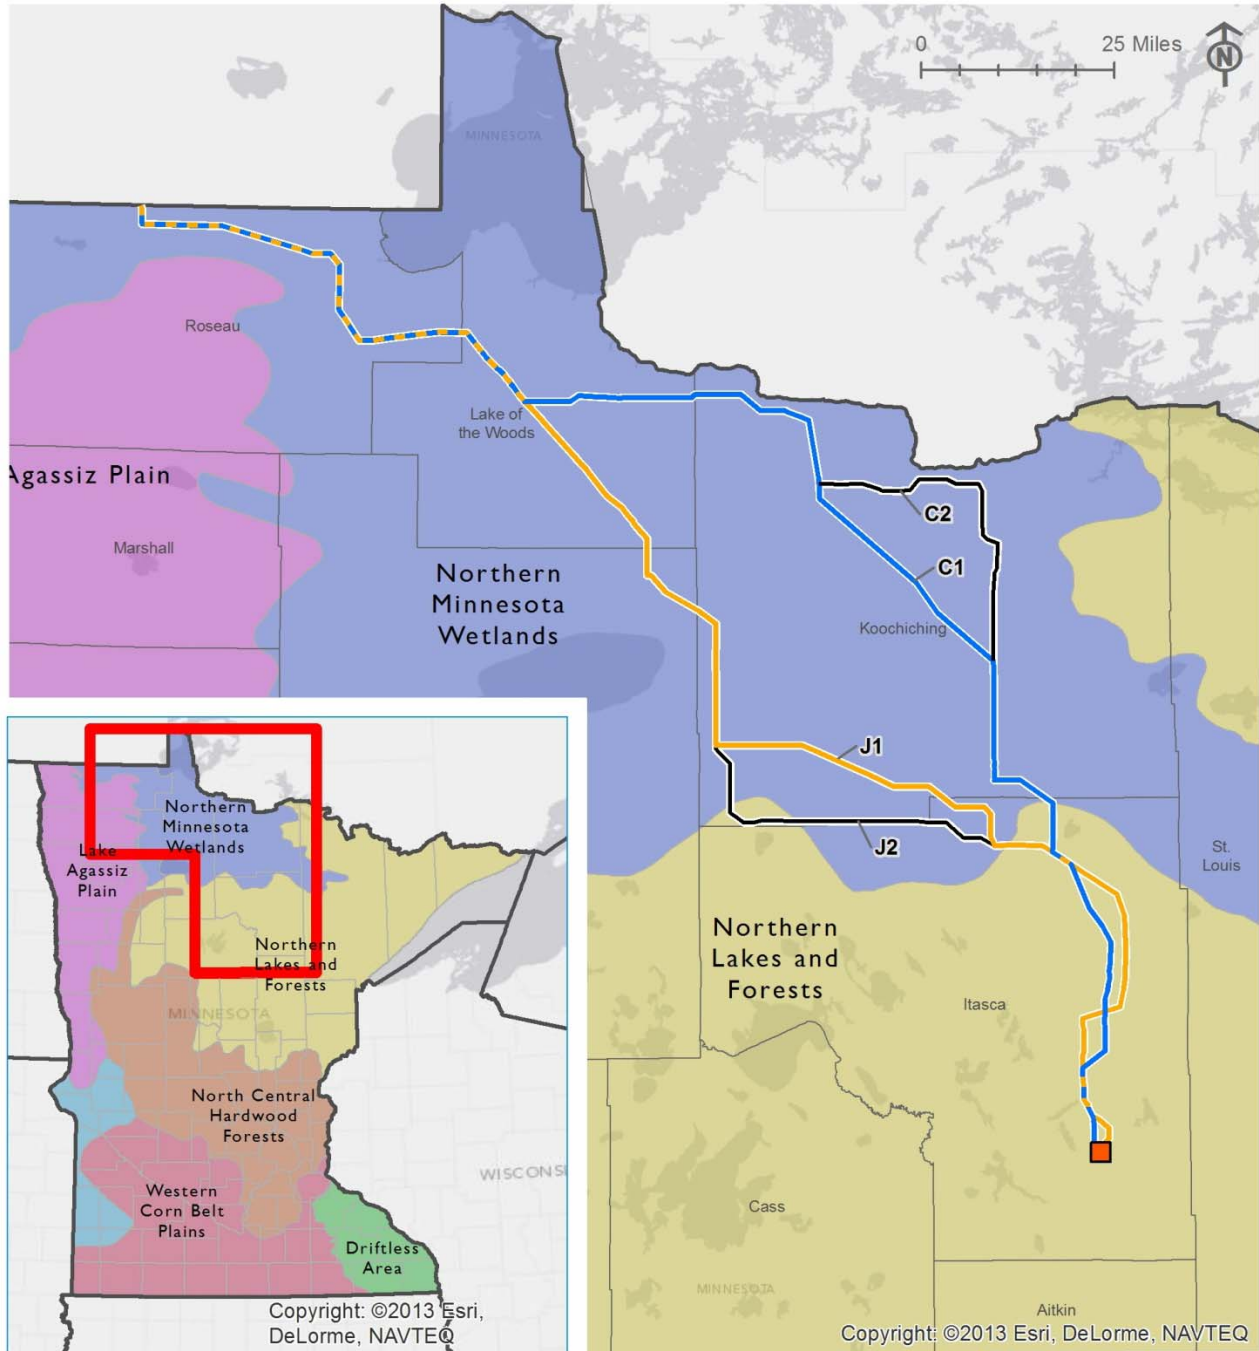 0 25 Miles
N
MINNESOTA
Roseau
Lake of
the Woods
Agassiz Plain
C2
Marshall
C1
Northern
Minnesota
Wetlands
Koochiching
J1
J2
St.
Louis
Northern
Lakes and
Forests
Itasca
Cass
MINNESOTA
Aitkin
Copyright: ©2013 Esri, DeLorme, NAVTEQ
Northern
Minnesota
Wetlands
Lake
Agassiz
Plain
Northern
Lakes and
Forests
MINNESOTA
North Central
Hardwood
Forests
WISCONSI
Western
Corn Belt
Plains
Driftless
Area
Copyright: ©2013 Esri,
DeLorme, NAVTEQ